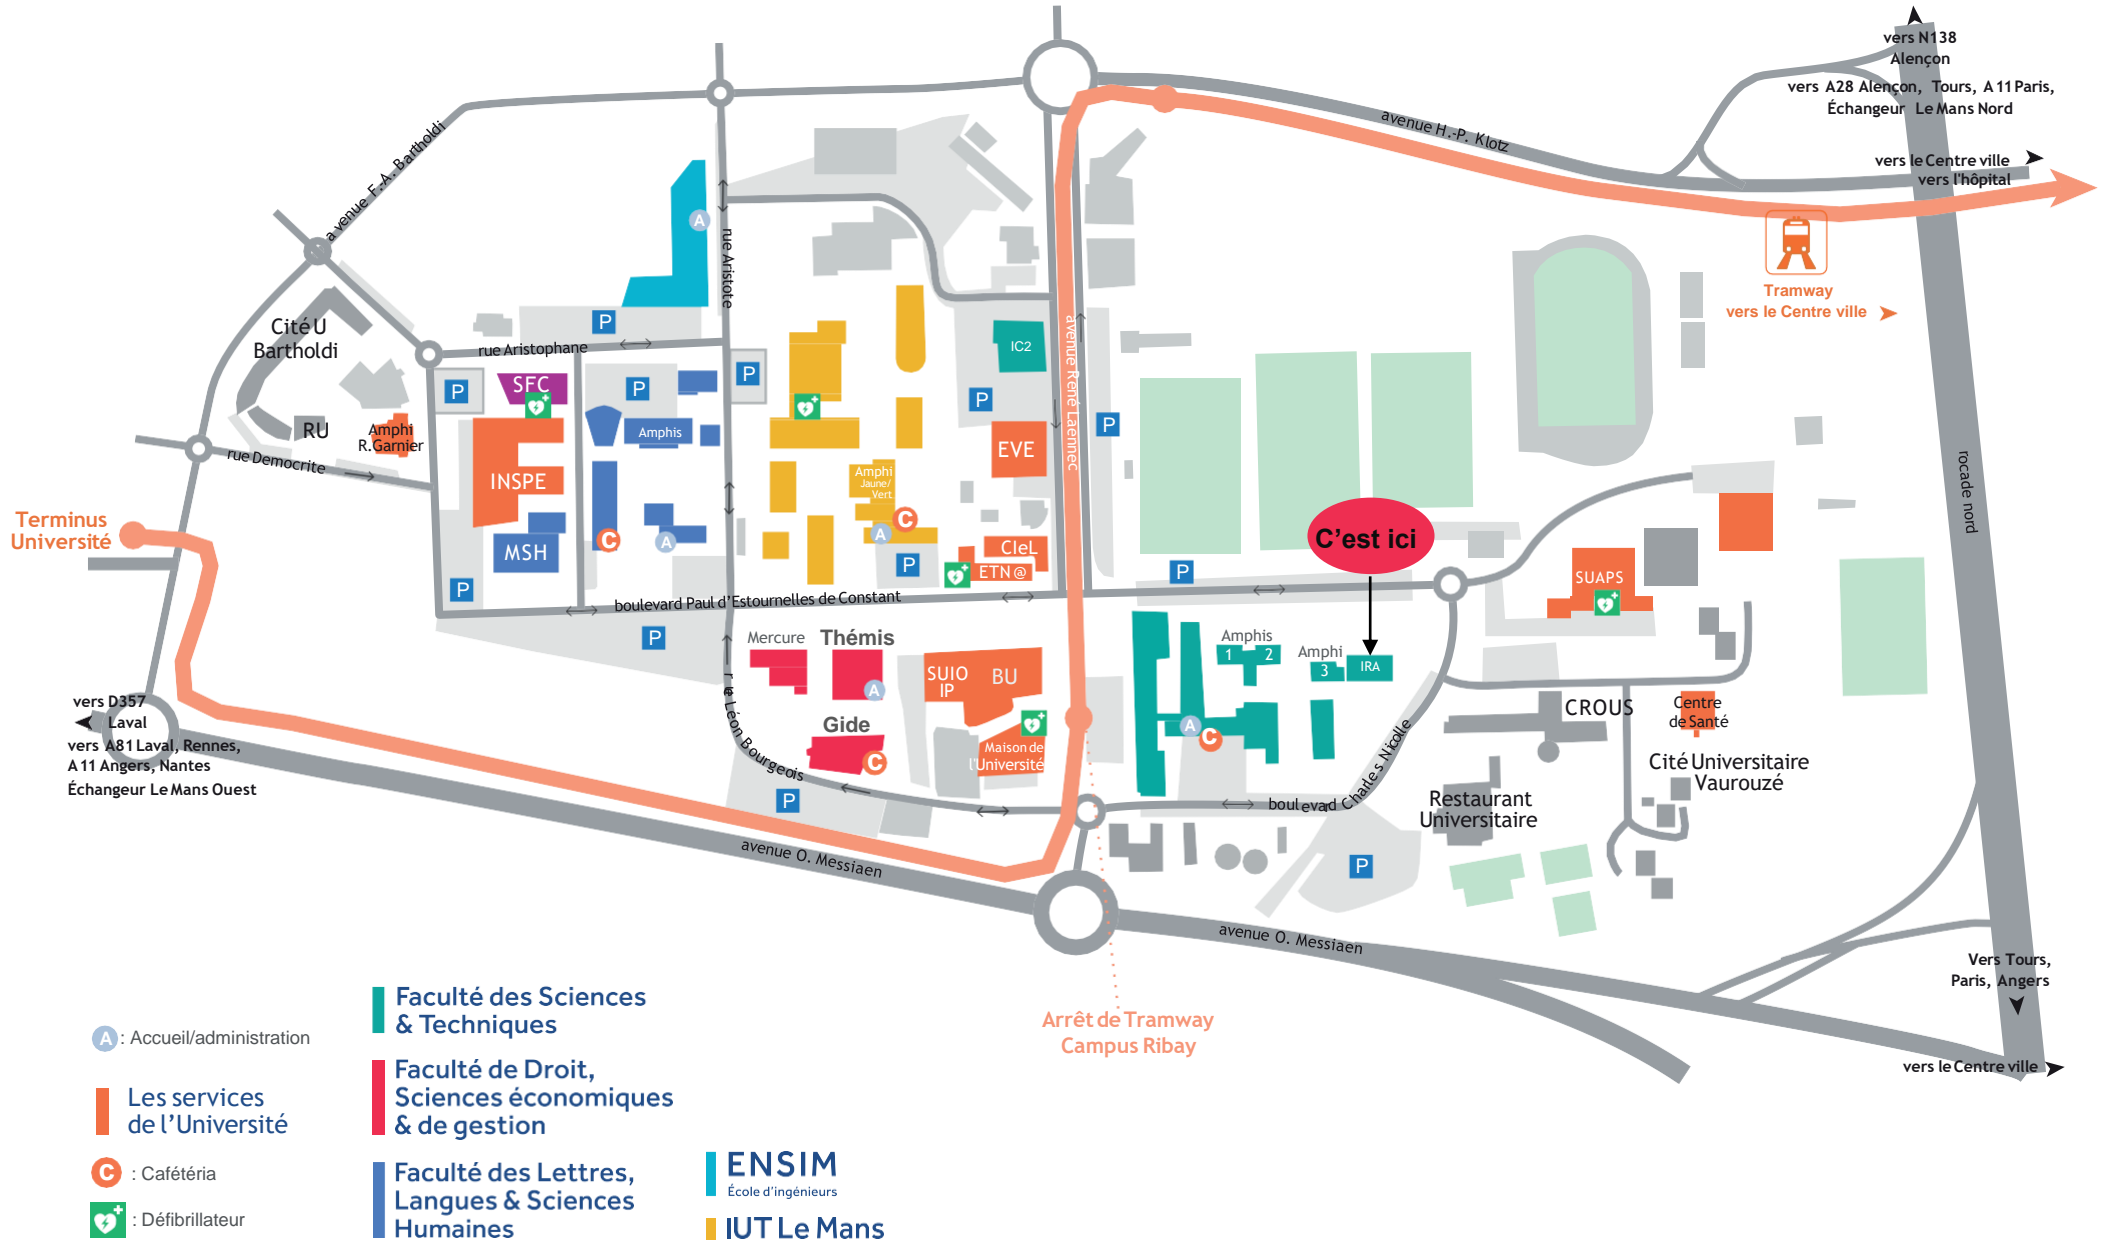 vers N138
Alençon
vers A28 Alençon, Tours, A 11 Paris,
Échangeur Le Mans Nord
avenue H.-P. Klotz
vers le Centre ville
vers l'hôpital
avenue F.-A. Bartholdi
A
rue Aristote
Tramway
vers le Centre ville
Cité U
Bartholdi
P
rue Aristophane
IC2
avenue René Laennec
P
SFC
P
P
P
P
RU
Amphi
R.Garnier
Amphis
EVE
rue Democrite
INSPE
Amphi
Jaune/
Vert
rocade nord
Terminus
Université
C
A
C
A
C'est ici
MSH
CIeL
P
ETN@
P
SUAPS
P
boulevard Paul d'Estournelles de Constant
P
Mercure
Thémis
Amphis
1
2
Amphi
3
IRA
SUIO
IP
BU
A
vers D357
Laval
vers A81 Laval, Rennes,
A 11 Angers, Nantes
Échangeur Le Mans Ouest
rue Léon Bourgeois
Gide
C
Maison de
l'Université
A
C
CROUS
Centre
de Santé
boulevard Charles Nicolle
Cité Universitaire
Vaurouzé
P
Restaurant
Universitaire
avenue O. Messiaen
P
avenue O. Messiaen
Vers Tours,
Paris, Angers
Arrêt de Tramway
Campus Ribay
vers le Centre ville
A : Accueil/administration
Les services
de l'Université
C : Cafétéria
: Défibrillateur
Faculté des Sciences
& Techniques
Faculté de Droit,
Sciences économiques
& de gestion
Faculté des Lettres,
Langues & Sciences
Humaines
ENSIM
École d'ingénieurs
IUT Le Mans